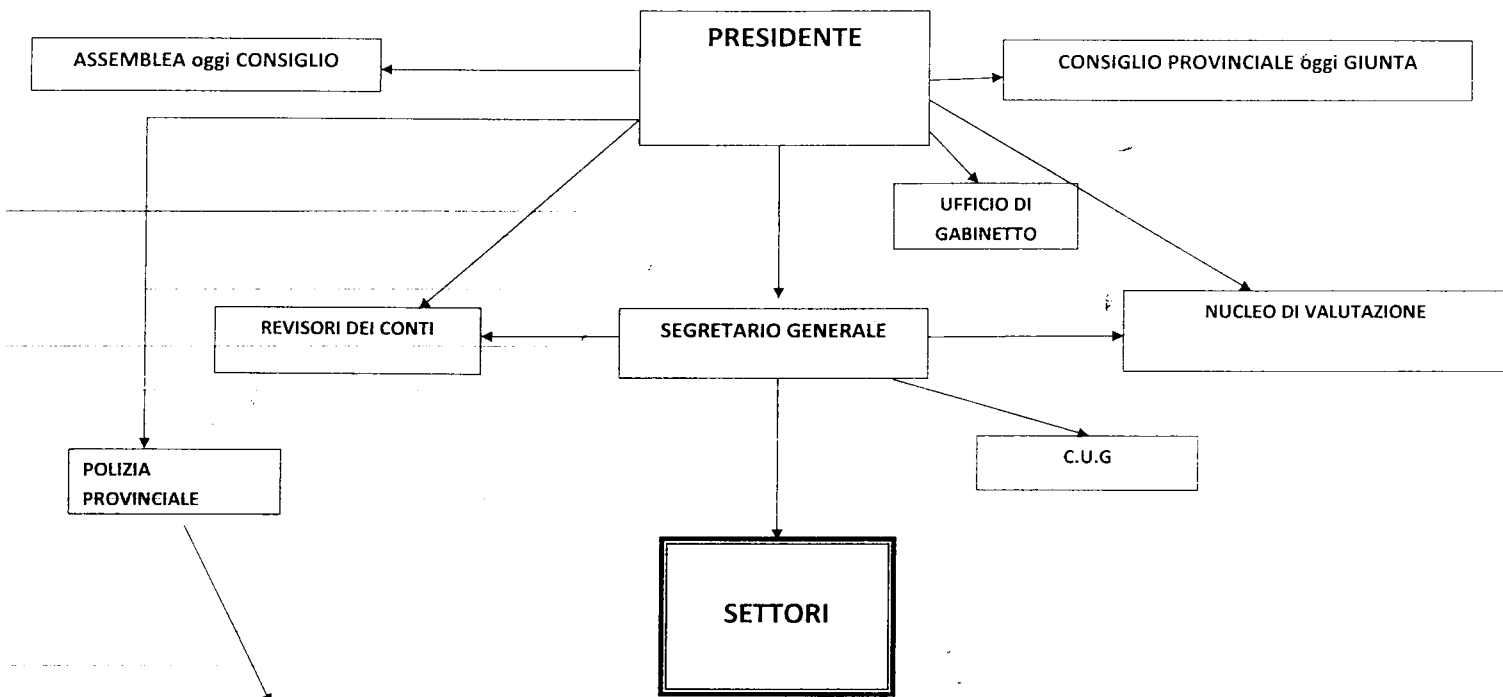 PRESIDENTE
ASSEMBLEA oggi CONSIGLIO
CONSIGLIO PROVINCIALE oggi GIUNTA
UFFICIO DI
GABINETTO
REVISORI DEI CONTI
SEGRETARIO GENERALE
NUCLEO DI VALUTAZIONE
C.U.G
POLIZIA
PROVINCIALE
SETTORI